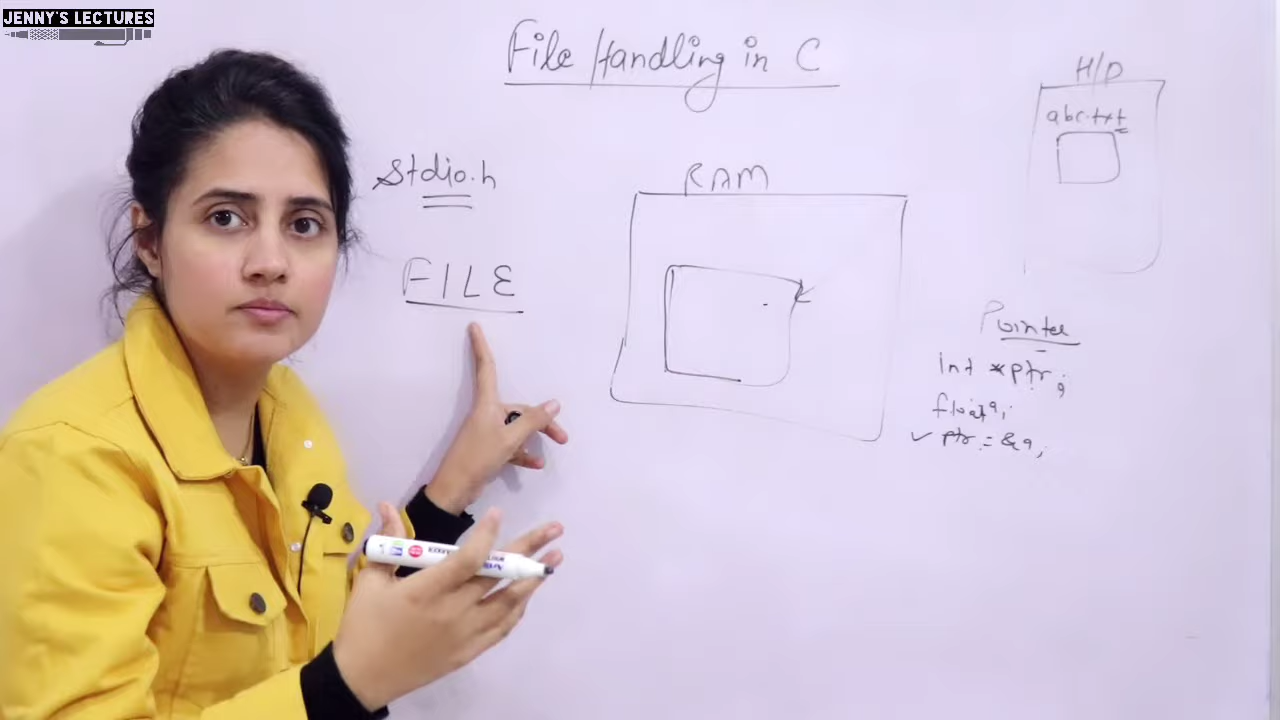 JENNY'S LECTURES
File Handling in C
H/D
abc.txt
stdio.h
RAM
FILE
Pointer
int *ptr;
float a;
ptr = &a;